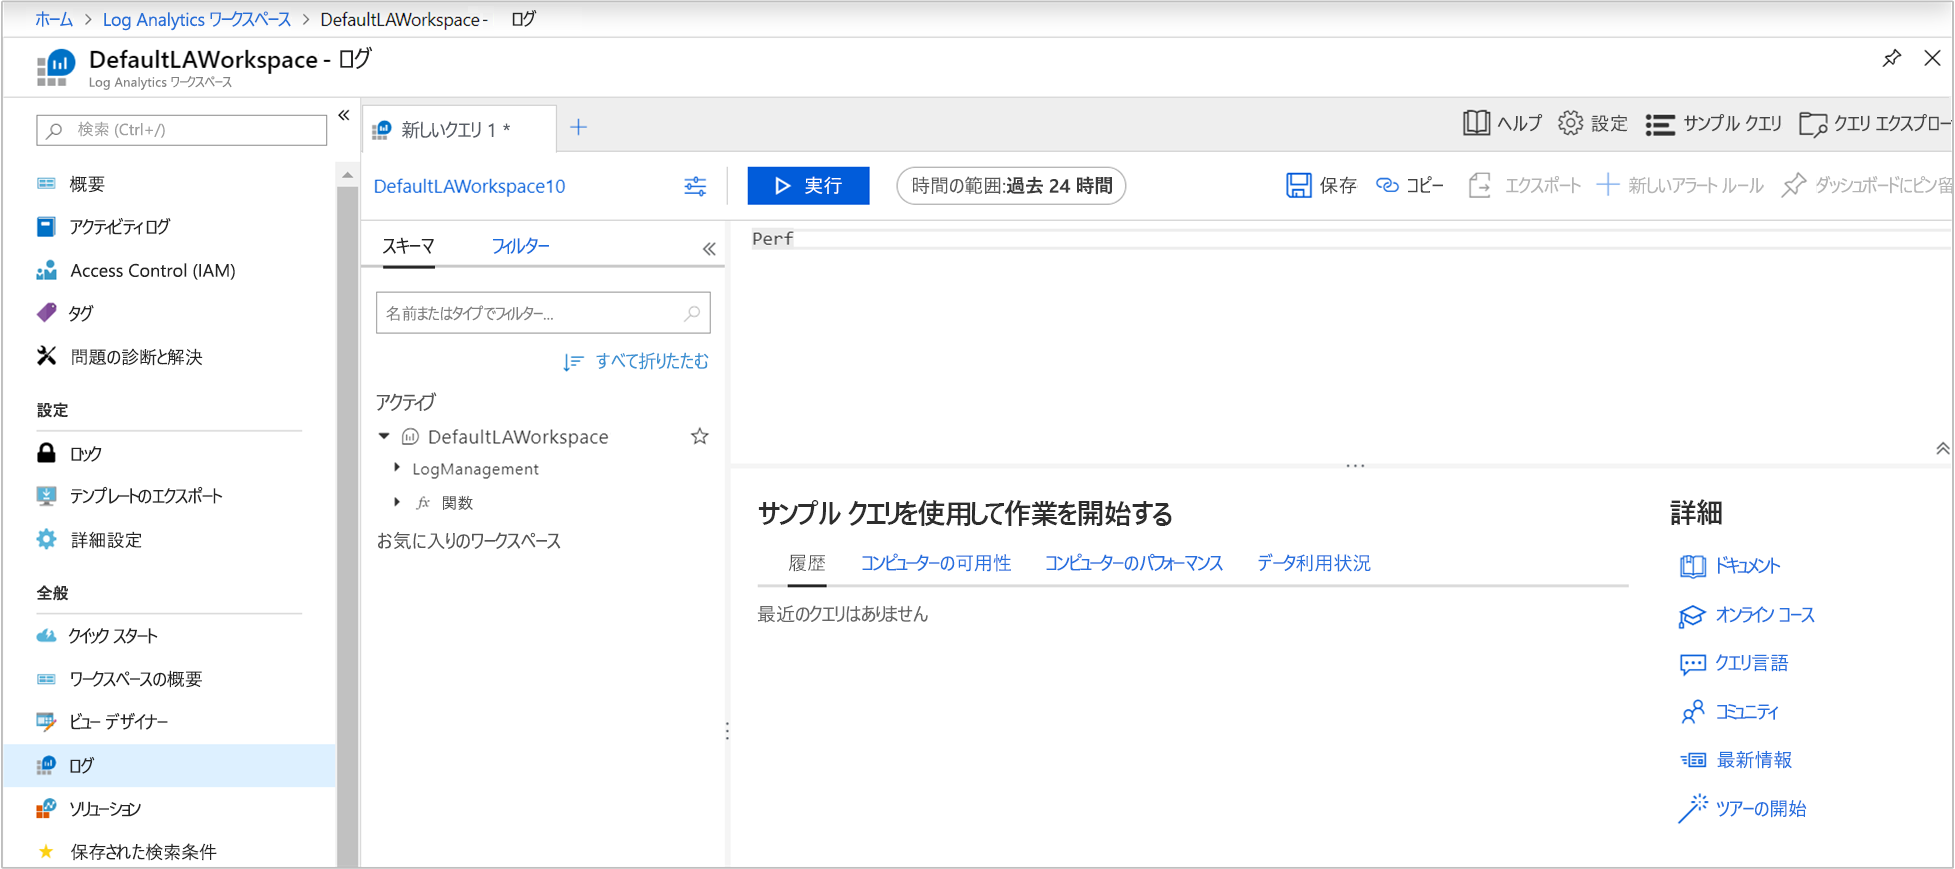 ホーム > Log Analytics ワークスペース > DefaultLAWorkspace - ログ
DefaultLAWorkspace - ログ
Log Analytics ワークスペース
検索 (Ctrl+/)
概要
アクティビティログ
Access Control (IAM)
タグ
問題の診断と解決
設定
ロック
テンプレートのエクスポート
詳細設定
全般
クイック スタート
ワークスペースの概要
ビュー デザイナー
ログ
ソリューション
保存された検索条件
新しいクエリ 1 *
ヘルプ 設定 サンプル クエリ クエリ エクスプロー
DefaultLAWorkspace10
実行 時間の範囲:過去 24 時間
保存 コピー エクスポート 新しいアラート ルール ダッシュボードにピン留
スキーマ フィルター
名前またはタイプでフィルター...
すべて折りたたむ
アクティブ
DefaultLAWorkspace
LogManagement
fx 関数
お気に入りのワークスペース
Perf
サンプル クエリを使用して作業を開始する
履歴 コンピューターの可用性 コンピューターのパフォーマンス データ利用状況
最近のクエリはありません
詳細
ドキュメント
オンライン コース
クエリ言語
コミュニティ
最新情報
ツアーの開始